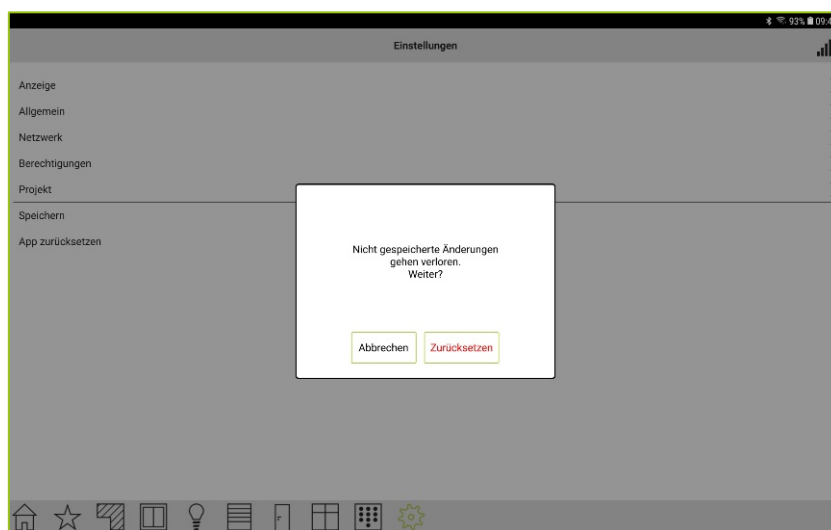 93% 09:4
Einstellungen
Anzeige
Allgemein
Netzwerk
Berechtigungen
Projekt
Speichern
App zurücksetzen
Nicht gespeicherte Änderungen
gehen verloren.
Weiter?
Abbrechen Zurücksetzen